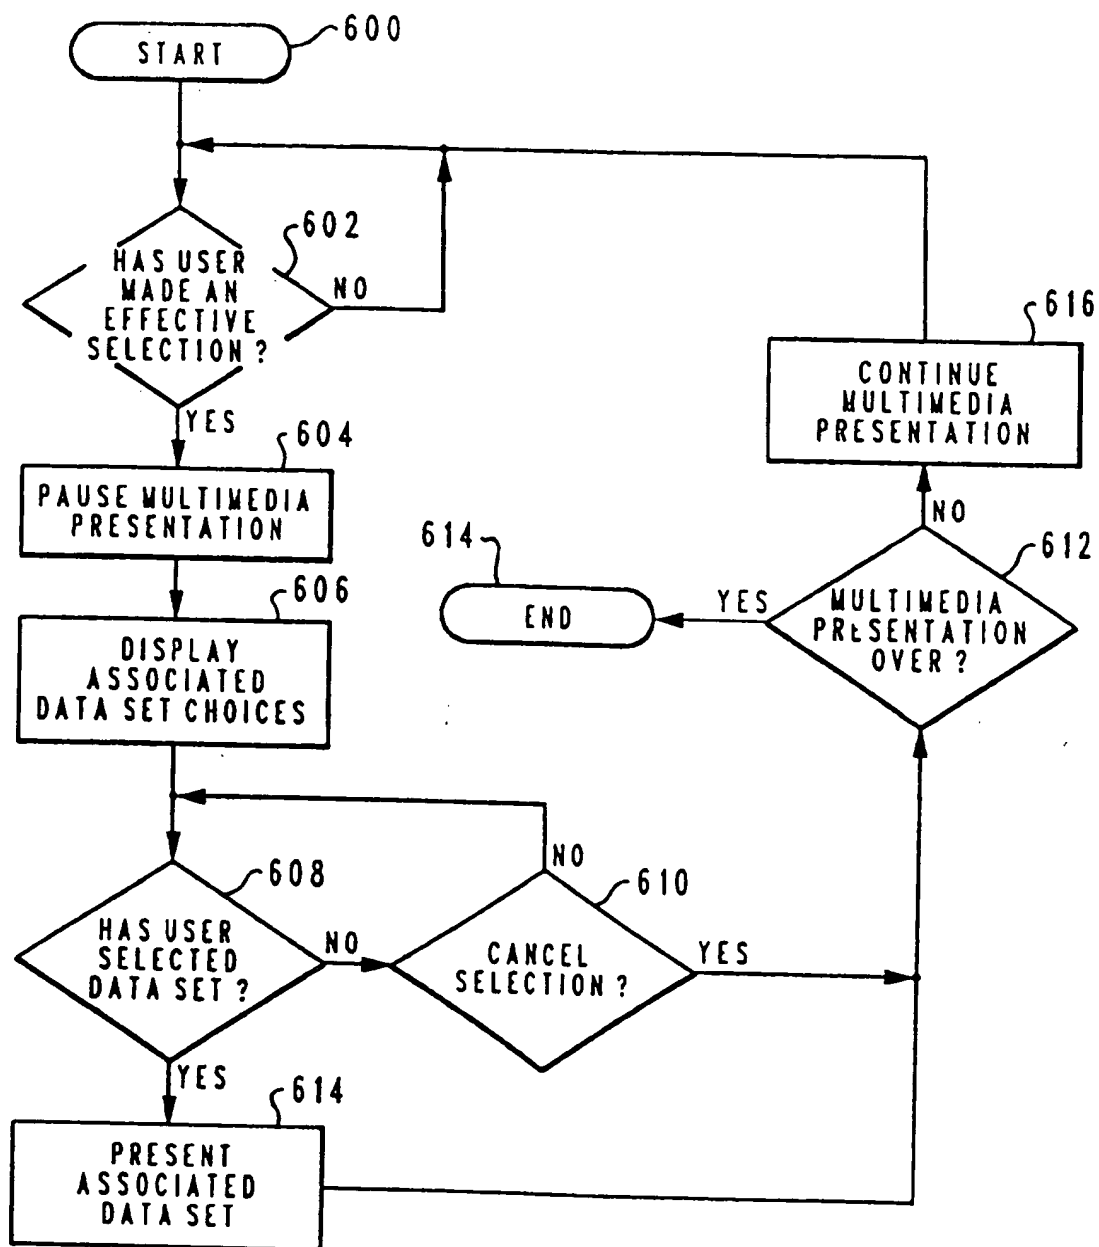 600
START
602
HAS USER
MADE AN
EFFECTIVE
SELECTION ?
NO
YES
604
PAUSE MULTIMEDIA
PRESENTATION
606
DISPLAY
ASSOCIATED
DATA SET CHOICES
608
HAS USER
SELECTED
DATA SET ?
NO
YES
610
CANCEL
SELECTION ?
NO
YES
614
PRESENT
ASSOCIATED
DATA SET
612
MULTIMEDIA
PRESENTATION
OVER ?
YES
NO
614
END
616
CONTINUE
MULTIMEDIA
PRESENTATION